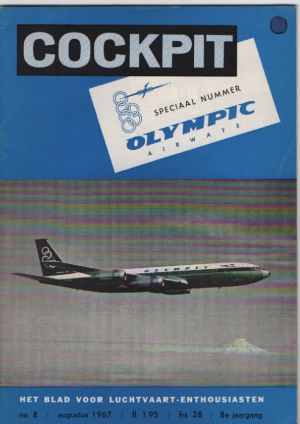 COCKPIT
SPECIAAL NUMMER
OLYMPIC
AIRWAYS
OLYMPIC
HET BLAD VOOR LUCHTVAART-ENTHOUSIASTEN
no. 8 / augustus 1967 / fl. 1.95 / frs. 28 / 8e jaargang